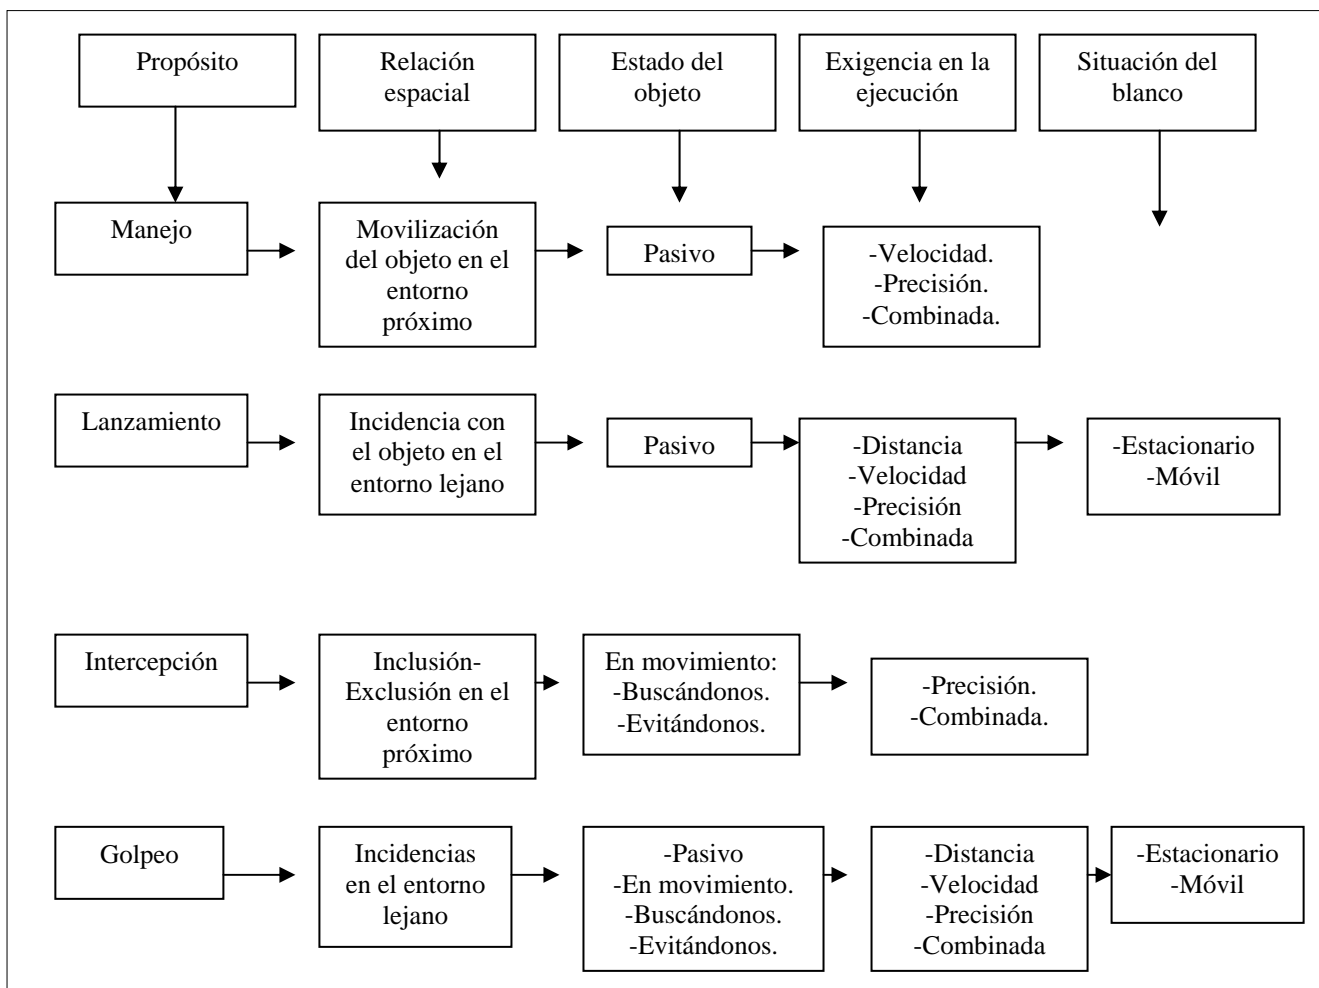 Propósito
Relación
espacial
Estado del
objeto
Exigencia en la
ejecución
Situación del
blanco
Manejo
Movilización
del objeto en el
entorno
próximo
Pasivo
-Velocidad.
-Precisión.
-Combinada.
Lanzamiento
Incidencia con
el objeto en el
entorno lejano
Pasivo
-Distancia
-Velocidad
-Precisión
-Combinada
-Estacionario
-Móvil
Intercepción
Inclusión-
Exclusión en el
entorno
próximo
En movimiento:
-Buscándonos.
-Evitándonos.
-Precisión.
-Combinada.
Golpeo
Incidencias
en el entorno
lejano
-Pasivo
-En movimiento.
-Buscándonos.
-Evitándonos.
-Distancia
-Velocidad
-Precisión
-Combinada
-Estacionario
-Móvil